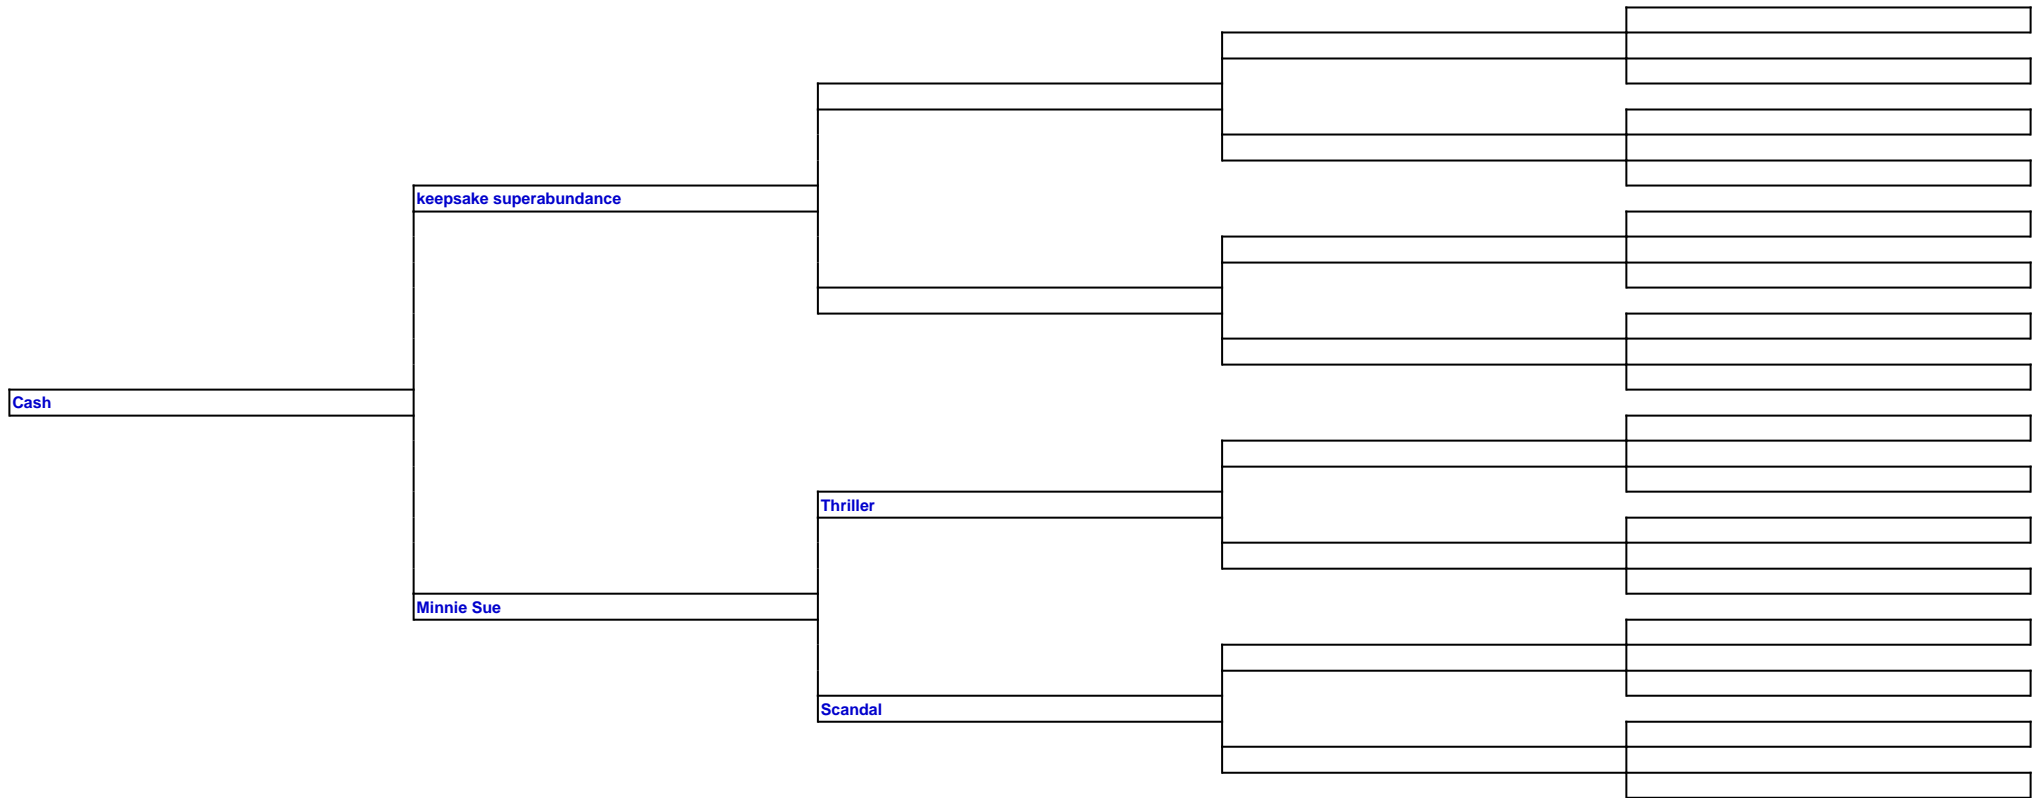 keepsake superabundance
Cash
Thriller
Minnie Sue
Scandal